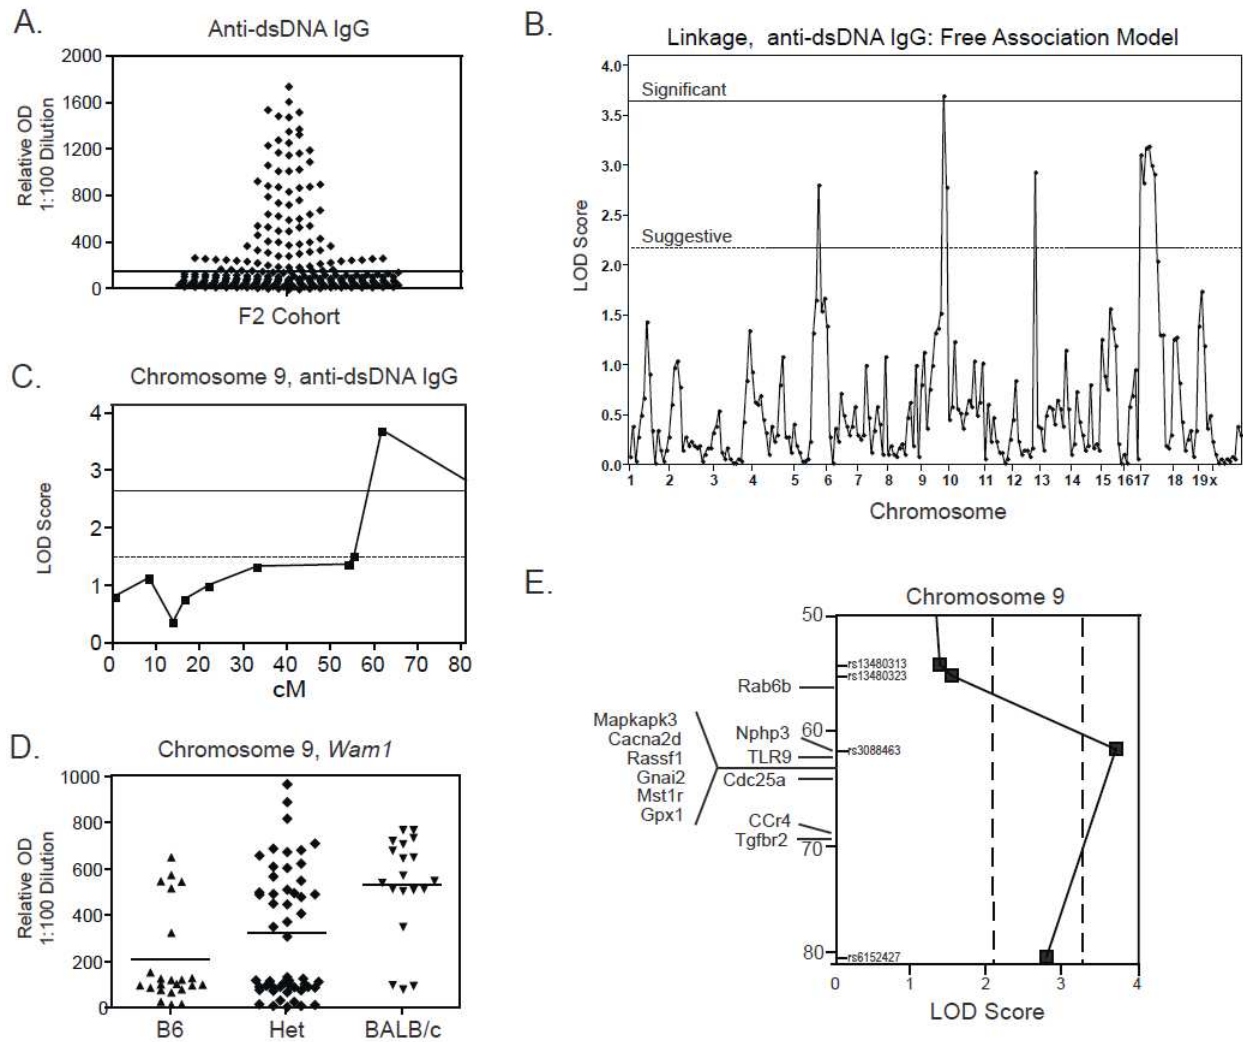 A.
Anti-dsDNA IgG
Relative OD
1:100 Dilution
2000
1600
1200
800
400
0
F2 Cohort
B.
Linkage, anti-dsDNA IgG: Free Association Model
LOD Score
4.0
3.5
3.0
2.5
2.0
1.5
1.0
0.5
0.0
Significant
Suggestive
1 2 3 4 5 6 7 8 9 10 11 12 13 14 15 16 17 18 19 x
Chromosome
C.
Chromosome 9, anti-dsDNA IgG
LOD Score
4
3
2
1
0
0 10 20 30 40 50 60 70 80
cM
D.
Chromosome 9, Wam1
Relative OD
1:100 Dilution
1000
800
600
400
200
0
B6 Het BALB/c
E.
Chromosome 9
50
60
70
80
rs13480313
rs13480323
rs3088463
rs6152427
Rab6b
Nphp3
TLR9
Cdc25a
CCr4
Tgfbr2
Mapkapk3
Cacna2d
Rassf1
Gnai2
Mst1r
Gpx1
0 1 2 3 4
LOD Score